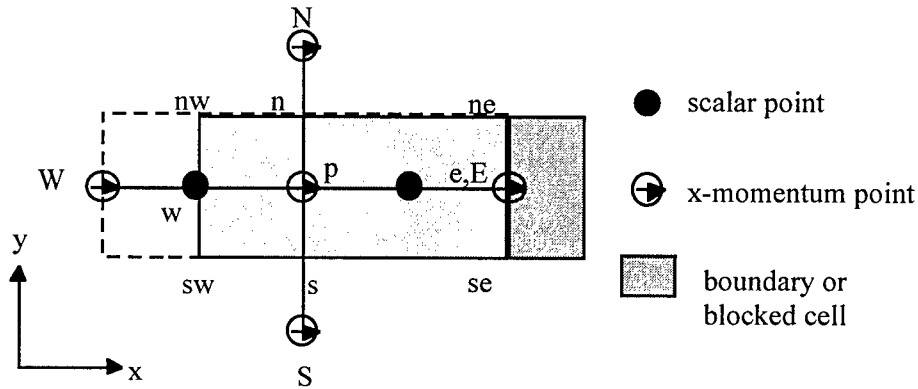 N
nw n ne
W p e,E
w
sw s se
S
y
x
scalar point
x-momentum point
boundary or
blocked cell